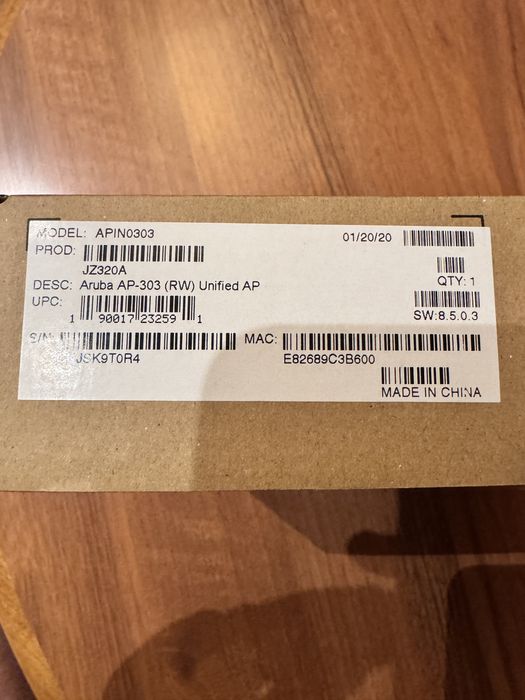 MODEL: APIN0303 01/20/20
PROD:
JZ320A
QTY: 1
DESC: Aruba AP-303 (RW) Unified AP
UPC:
1 90017 23259 1
SW:8.5.0.3
S/N: MAC:
JSK9T0R4 E82689C3B600
MADE IN CHINA